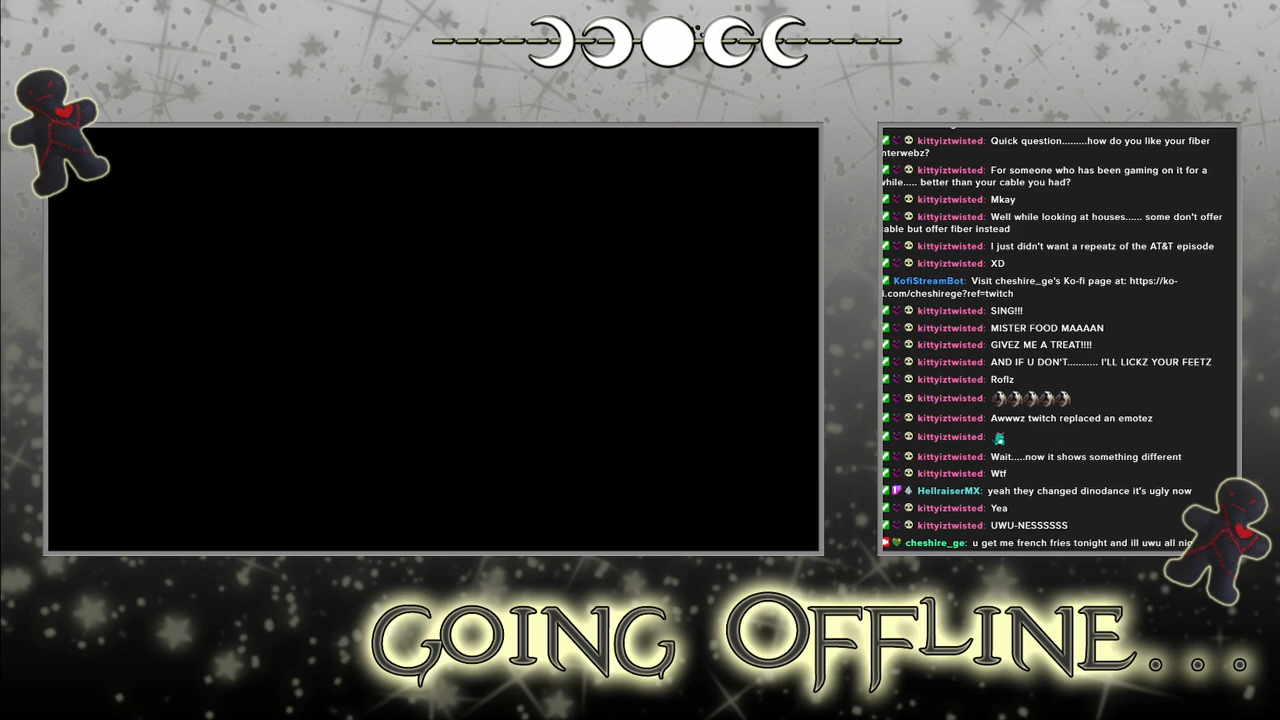 kittyiztwisted: Quick question.........how do you like your fiber
nterwebz?
kittyiztwisted: For someone who has been gaming on it for a
while..... better than your cable you had?
kittyiztwisted: Mkay
kittyiztwisted: Well while looking at houses...... some don't offer
able but offer fiber instead
kittyiztwisted: I just didn't want a repeatz of the AT&T episode
kittyiztwisted: XD
KofiStreamBot: Visit cheshire_ge's Ko-fi page at: https://ko-
i.com/cheshirege?ref=twitch
kittyiztwisted: SING!!!
kittyiztwisted: MISTER FOOD MAAAAN
kittyiztwisted: GIVEZ ME A TREAT!!!!
kittyiztwisted: AND IF U DON'T........... I'LL LICKZ YOUR FEETZ
kittyiztwisted: Roflz
kittyiztwisted:
kittyiztwisted: Awwwz twitch replaced an emotez
kittyiztwisted:
kittyiztwisted: Wait.....now it shows something different
kittyiztwisted: Wtf
HellraiserMX: yeah they changed dinodance it's ugly now
kittyiztwisted: Yea
kittyiztwisted: UWU-NESSSSSS
cheshire_ge: u get me french fries tonight and ill uwu all nig
GOING OFFLINE...